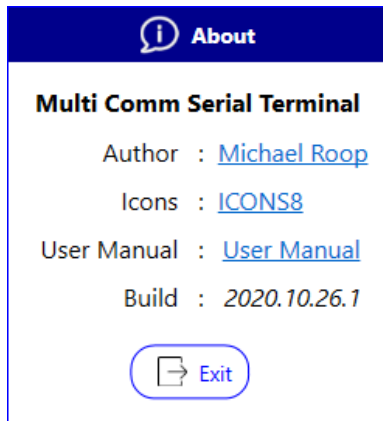 About
Multi Comm Serial Terminal
Author : Michael Roop
Icons : ICONS8
User Manual : User Manual
Build : 2020.10.26.1
Exit